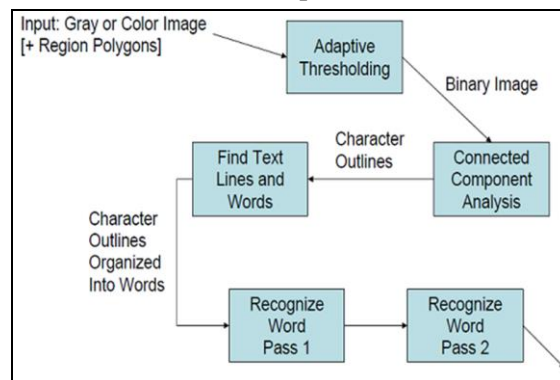 Input: Gray or Color Image
[+ Region Polygons]
Adaptive
Thresholding
Binary Image
Connected
Component
Analysis
Character
Outlines
Find Text
Lines and
Words
Character
Outlines
Organized
Into Words
Recognize
Word
Pass 1
Recognize
Word
Pass 2